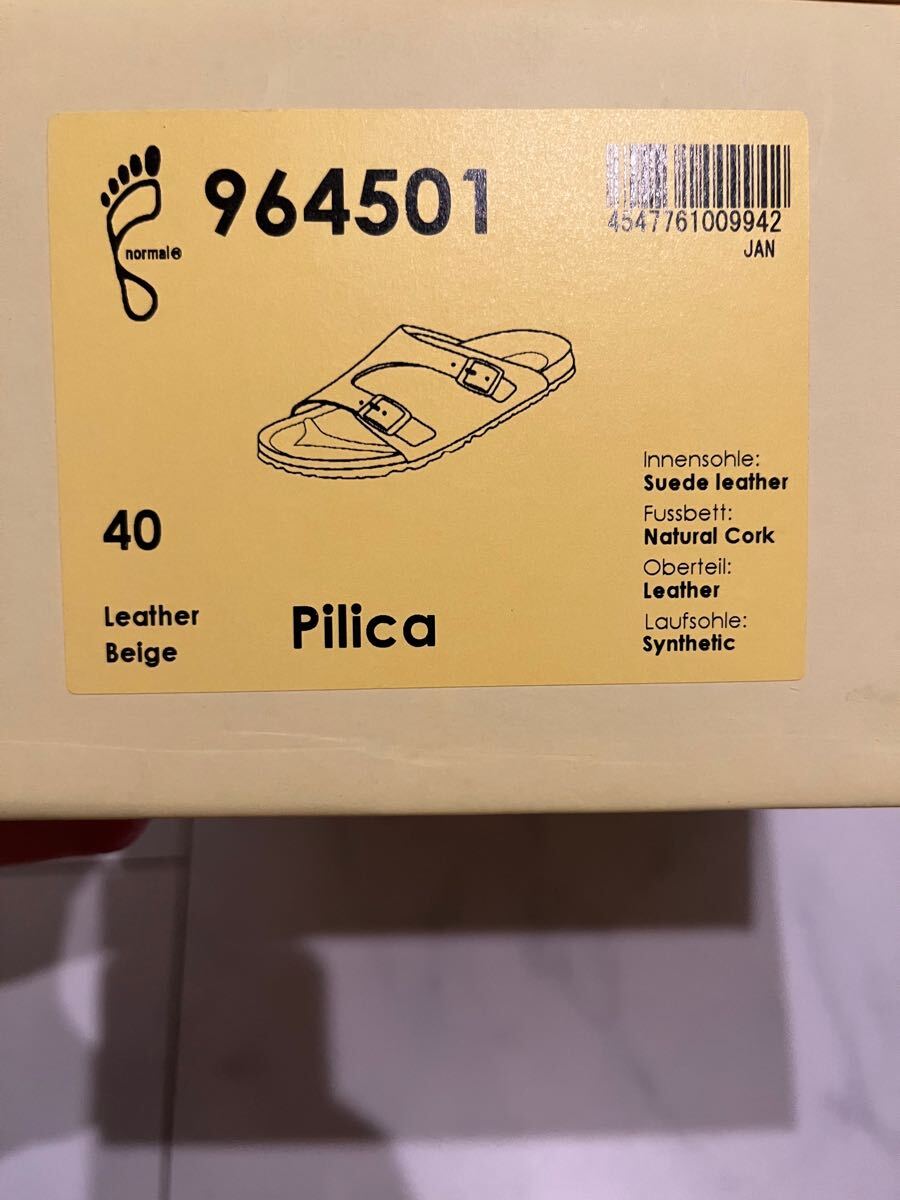 964501
normal®
4547761009942
JAN
40
Leather
Beige
Pilica
Innensohle:
Suede leather
Fussbett:
Natural Cork
Oberteil:
Leather
Laufsohle:
Synthetic